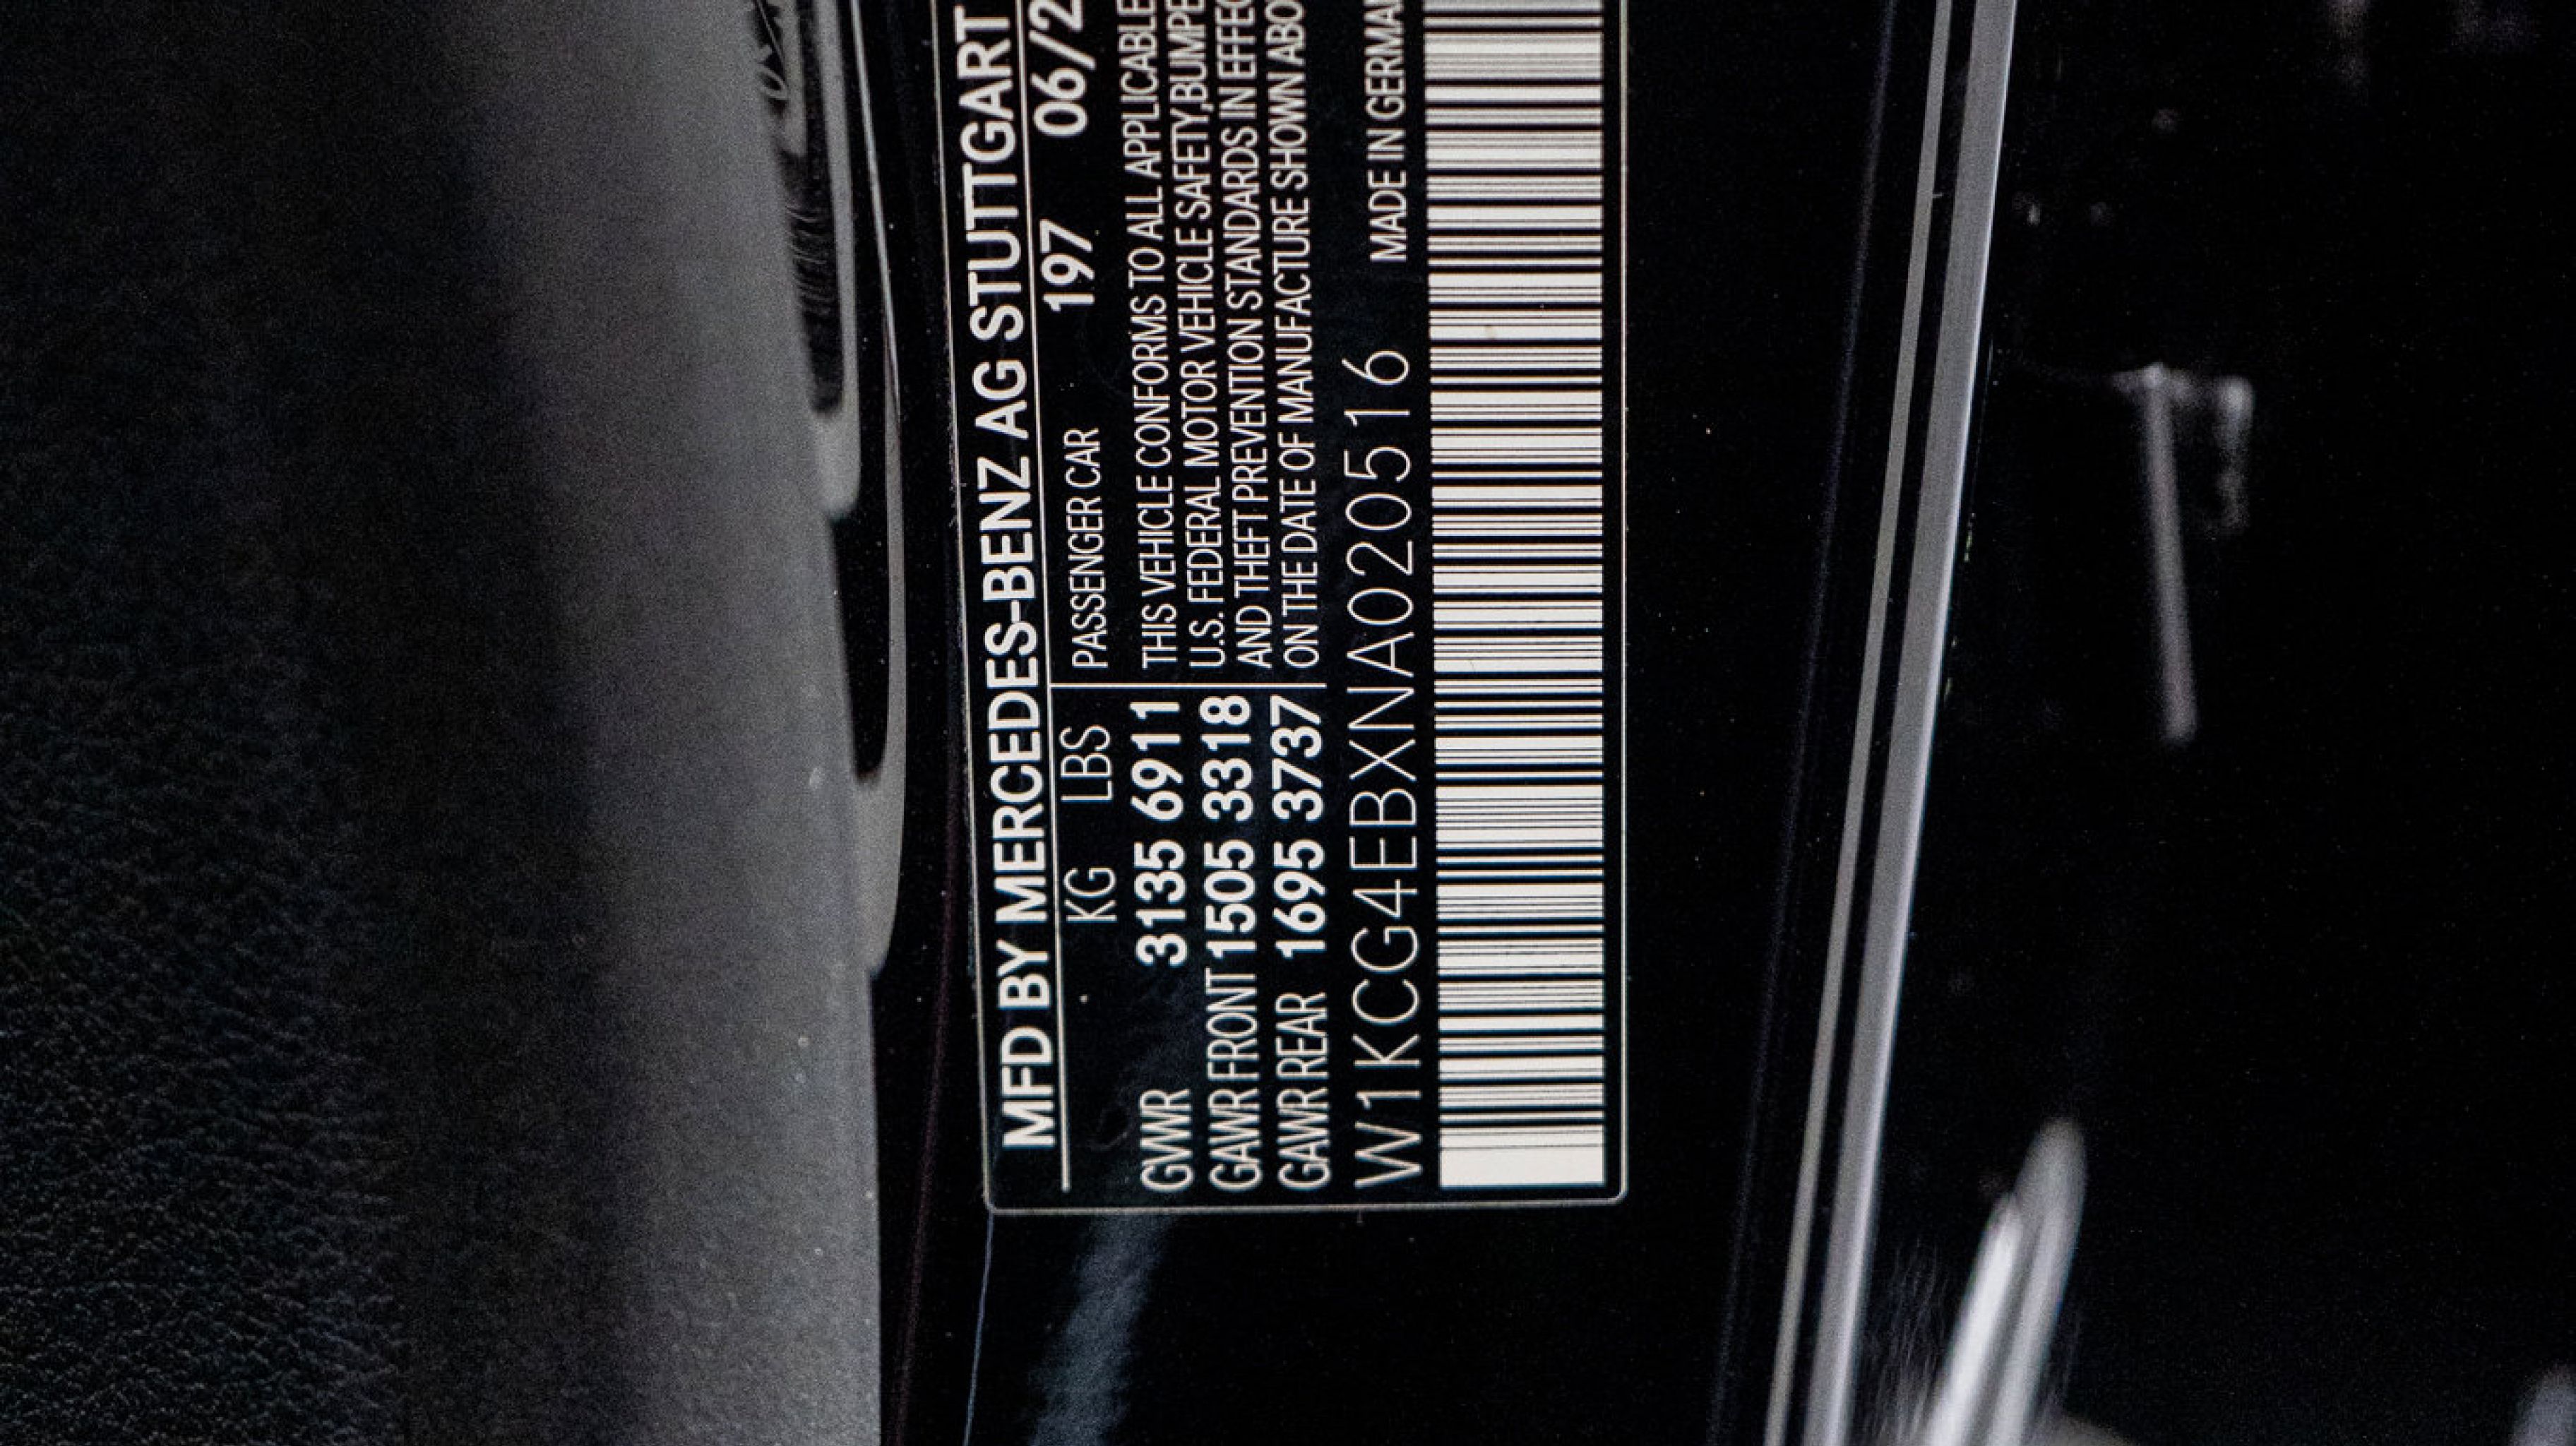 MFD BY MERCEDES-BENZ AG STUTTGART
KG LBS PASSENGER CAR 197 06/2
GVWR 3135 6911 THIS VEHICLE CONFORMS TO ALL APPLICABLE
GAWR FRONT 1505 3318 U.S. FEDERAL MOTOR VEHICLE SAFETY,BUMPE
GAWR REAR 1695 3737 AND THEFT PREVENTION STANDARDS IN EFFEC
ON THE DATE OF MANUFACTURE SHOWN ABO
W1KCG4EBXNA020516 MADE IN GERMAN